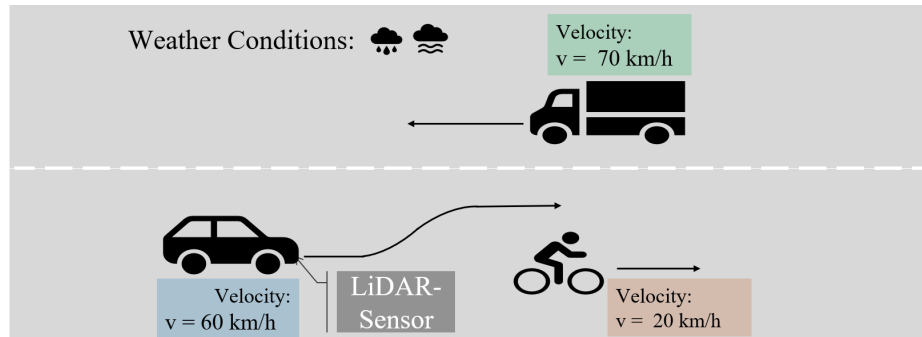 Weather Conditions:
Velocity:
v = 70 km/h
LiDAR-
Sensor
Velocity:
v = 60 km/h
Velocity:
v = 20 km/h